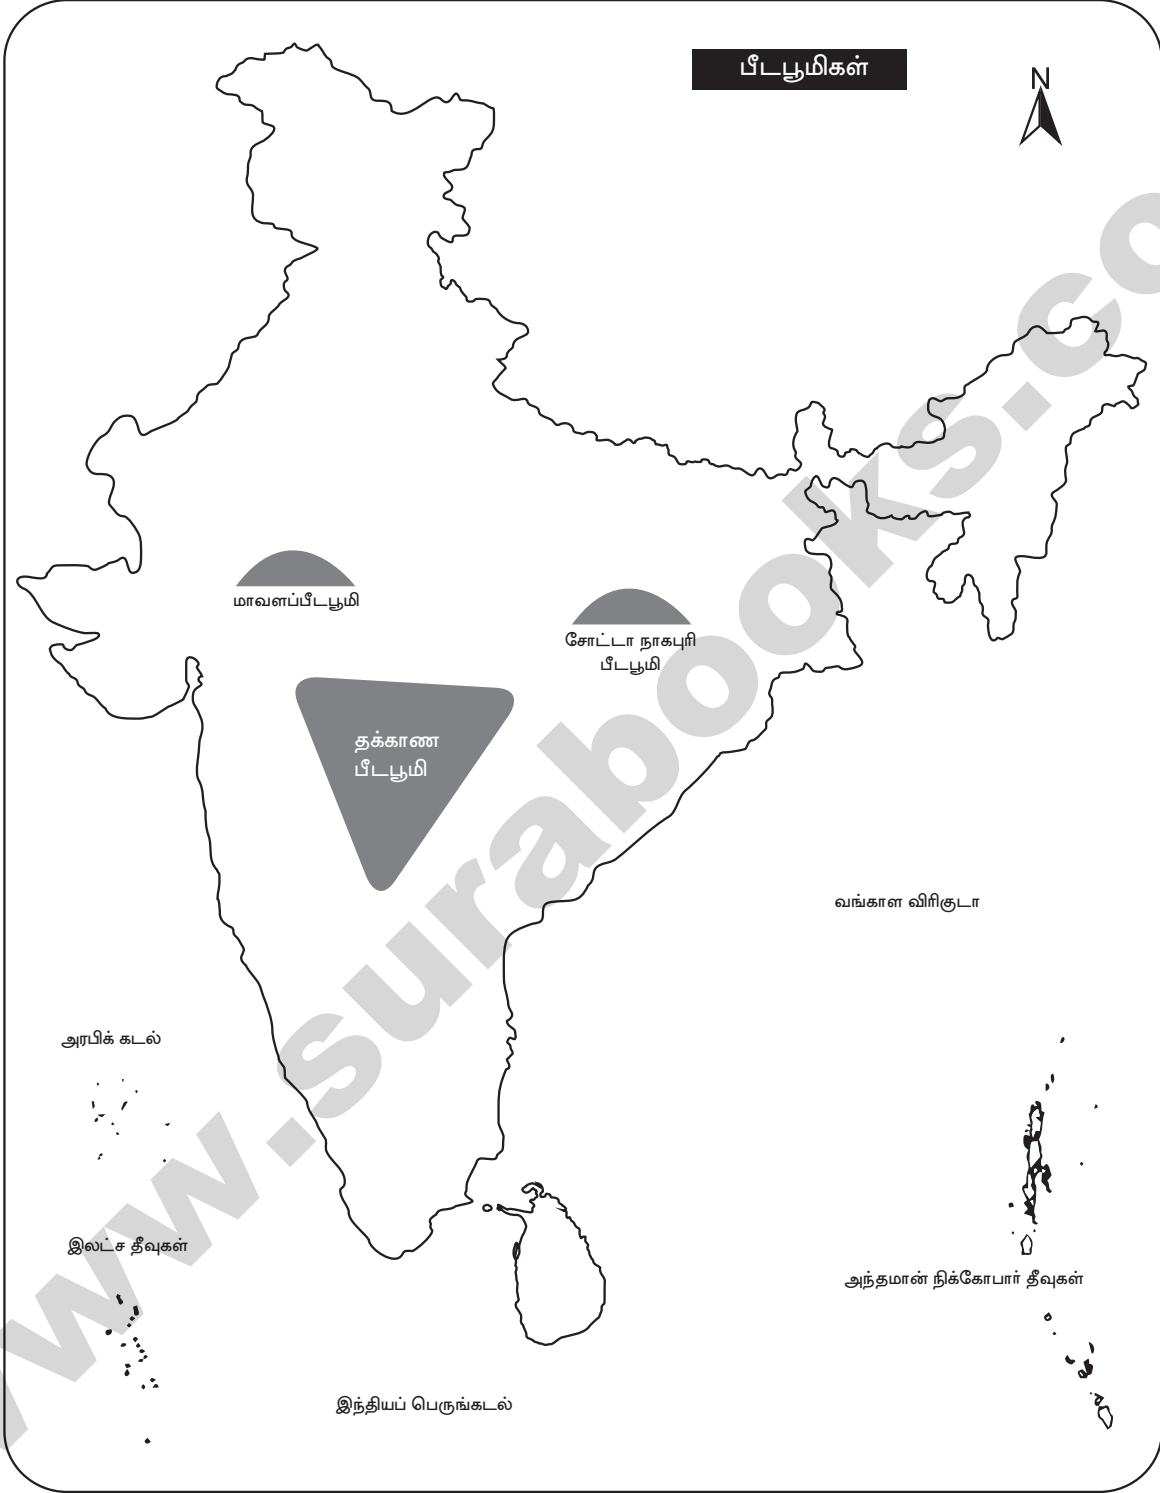 பீடபூமிகள்
N
மாவளப்பீடபூமி
சோட்டா நாகபுரி
பீடபூமி
தக்காண
பீடபூமி
வங்காள விரிகுடா
அரபிக் கடல்
இலட்ச தீவுகள்
அந்தமான் நிக்கோபார் தீவுகள்
இந்தியப் பெருங்கடல்
www.surabooks.co